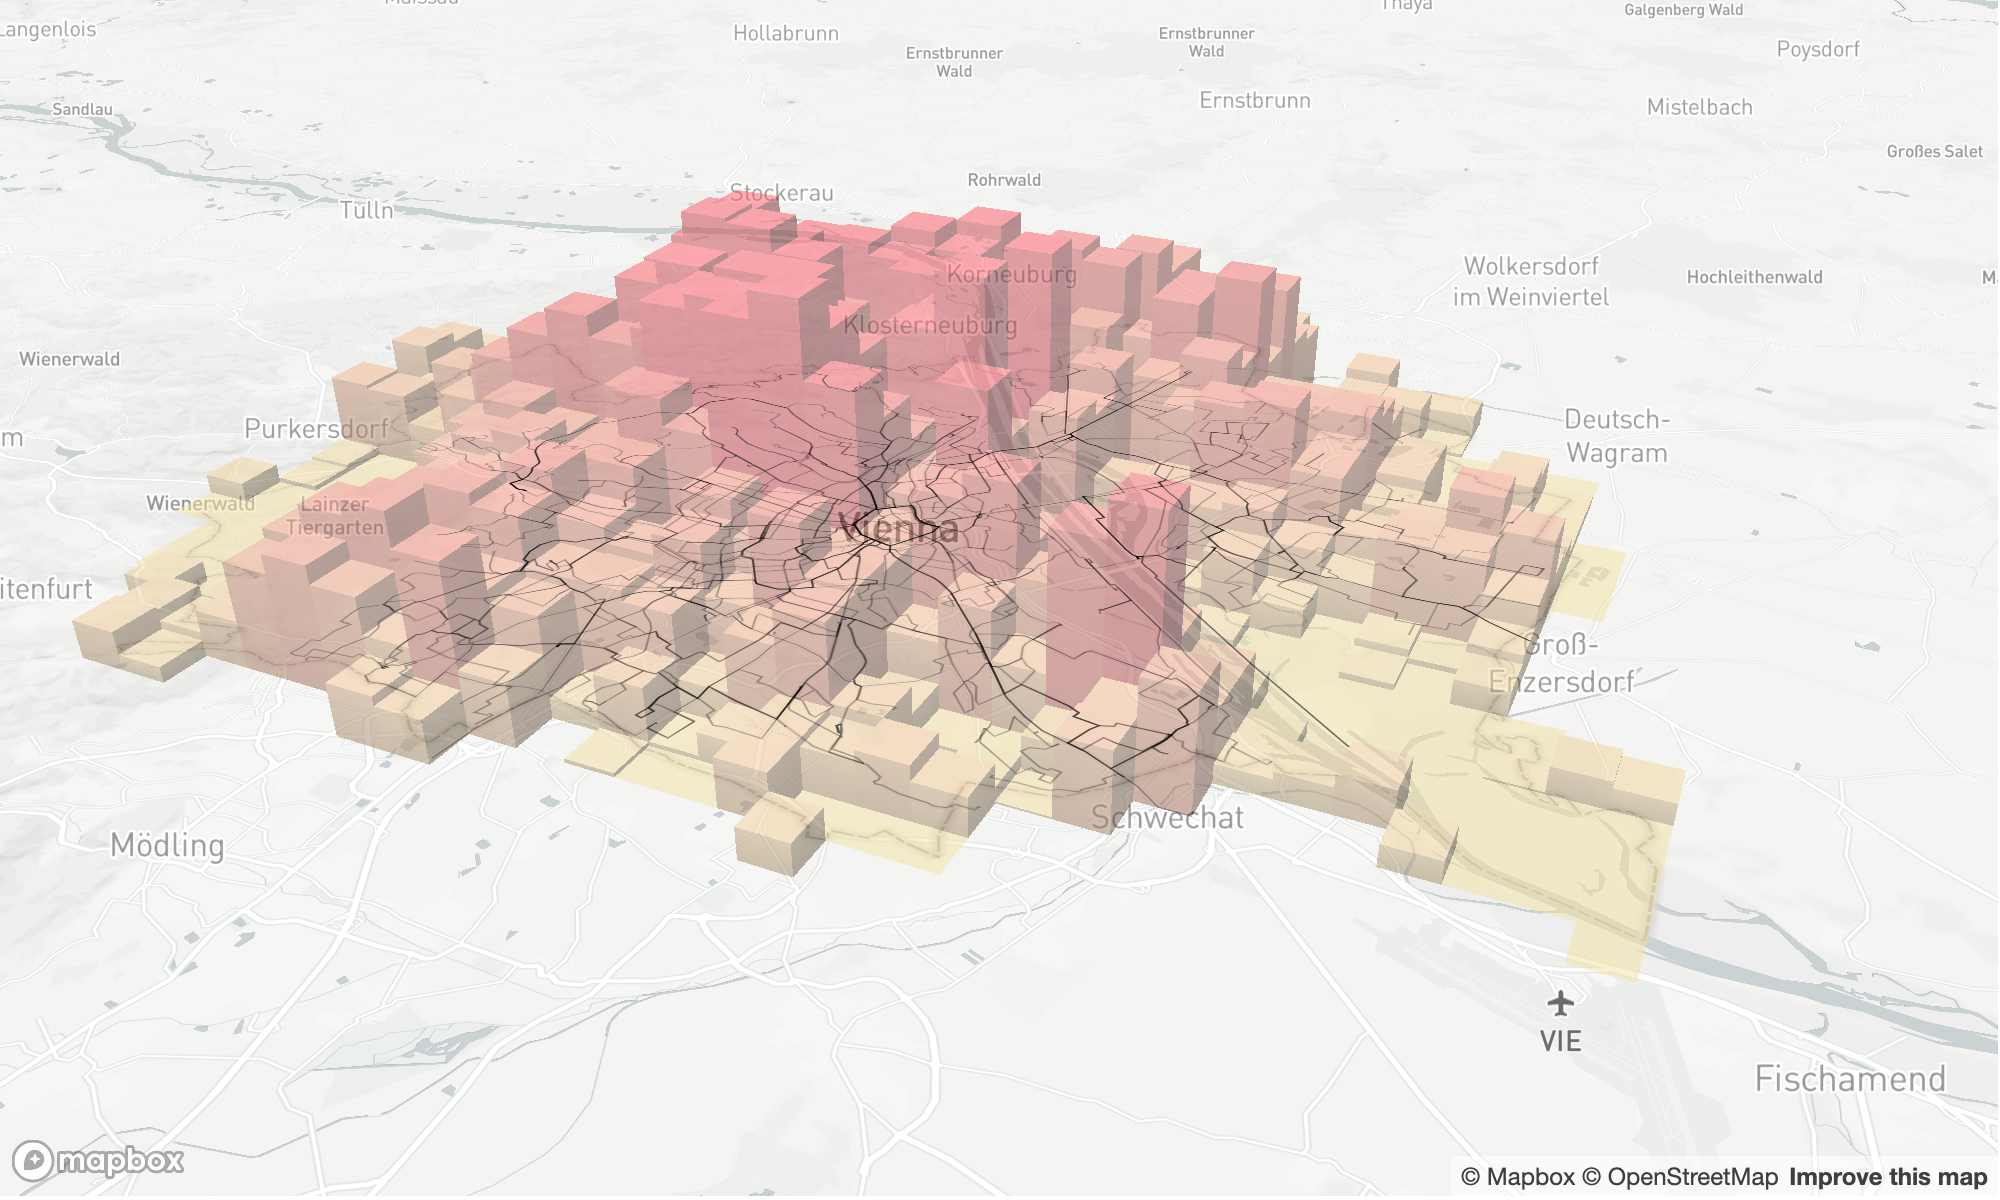 Langenlois
Hollabrunn
Ernstbrunner
Wald
Ernstbrunner
Wald
Thaya
Galgenberg Wald
Poysdorf
Sandlau
Ernstbrunn
Mistelbach
Großes Salet
Tulln
Stockerau
Rohrwald
Wolkersdorf
im Weinviertel
Hochleithenwald
Korneuburg
Klosterneuburg
Wienerwald
Purkersdorf
Deutsch-
Wagram
Wienerwald
Lainzer
Tiergarten
Vienna
itenfurt
Groß-
Enzersdorf
Mödling
Schwechat
VIE
Fischamend
mapbox
© Mapbox © OpenStreetMap Improve this map